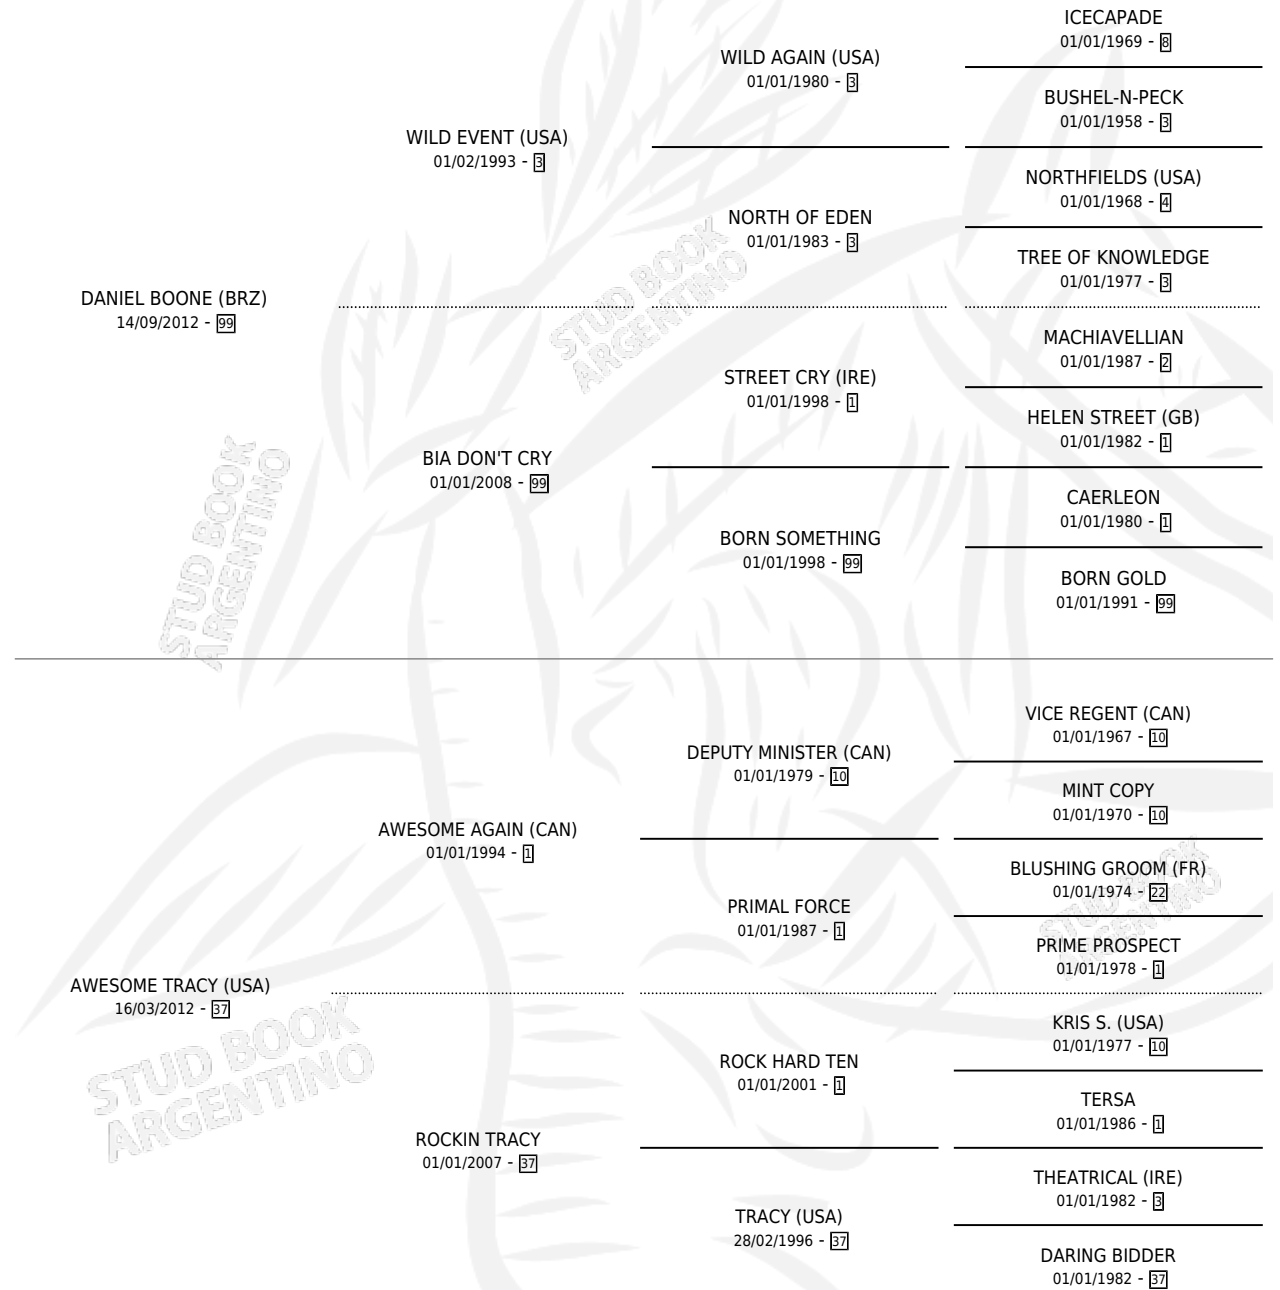 ICECAPADE
01/01/1969 - 8
WILD AGAIN (USA)
01/01/1980 - 3
BUSHEL-N-PECK
01/01/1958 - 3
WILD EVENT (USA)
01/02/1993 - 3
NORTHFIELDS (USA)
01/01/1968 - 4
NORTH OF EDEN
01/01/1983 - 3
TREE OF KNOWLEDGE
01/01/1977 - 3
DANIEL BOONE (BRZ)
14/09/2012 - 99
STUD BOOK
ARGENTINO
MACHIAVELLIAN
01/01/1987 - 2
STREET CRY (IRE)
01/01/1998 - 1
HELEN STREET (GB)
01/01/1982 - 1
BIA DON'T CRY
01/01/2008 - 99
CAERLEON
01/01/1980 - 1
BORN SOMETHING
01/01/1998 - 99
BORN GOLD
01/01/1991 - 99
STUD BOOK
ARGENTINO
VICE REGENT (CAN)
01/01/1967 - 10
DEPUTY MINISTER (CAN)
01/01/1979 - 10
MINT COPY
01/01/1970 - 10
AWESOME AGAIN (CAN)
01/01/1994 - 1
BLUSHING GROOM (FR)
01/01/1974 - 22
STUD BOOK
ARGENTINO
PRIMAL FORCE
01/01/1987 - 1
PRIME PROSPECT
01/01/1978 - 1
AWESOME TRACY (USA)
16/03/2012 - 37
STUD BOOK
ARGENTINO
KRIS S. (USA)
01/01/1977 - 10
ROCK HARD TEN
01/01/2001 - 1
TERSA
01/01/1986 - 1
ROCKIN TRACY
01/01/2007 - 37
THEATRICAL (IRE)
01/01/1982 - 3
TRACY (USA)
28/02/1996 - 37
DARING BIDDER
01/01/1982 - 37